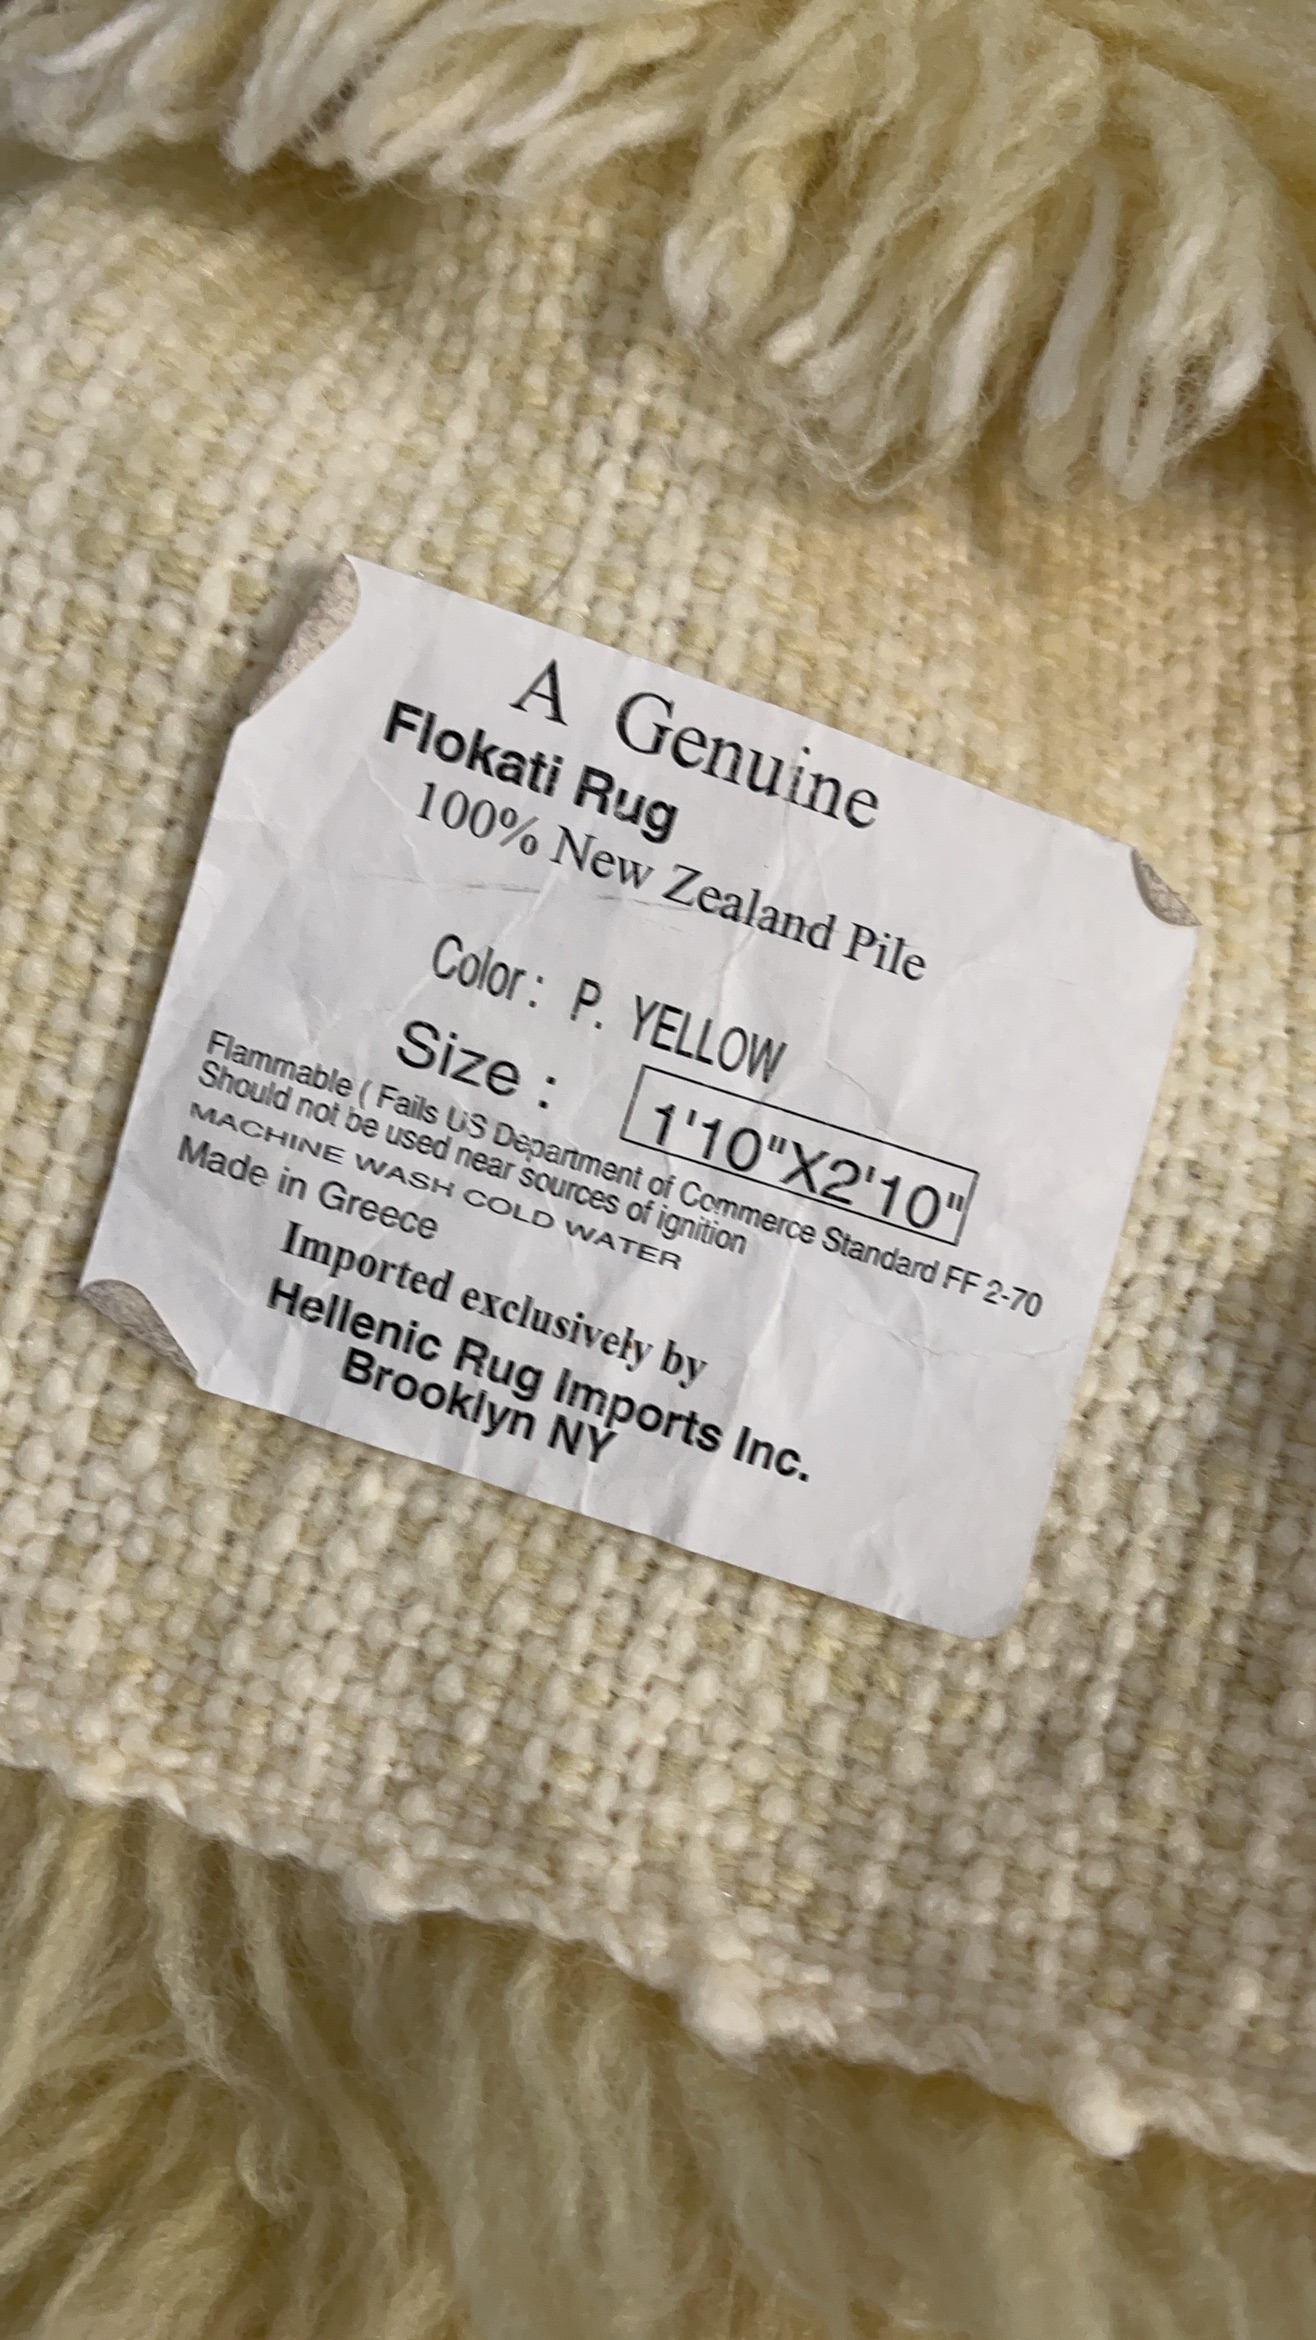 A Genuine
Flokati Rug
100% New Zealand Pile
Color: P. YELLOW
Size : 1'10"X2'10"
Flammable ( Fails US Department of Commerce Standard FF 2-70
Should not be used near sources of ignition
MACHINE WASH COLD WATER
Made in Greece
Imported exclusively by
Hellenic Rug Imports Inc.
Brooklyn NY